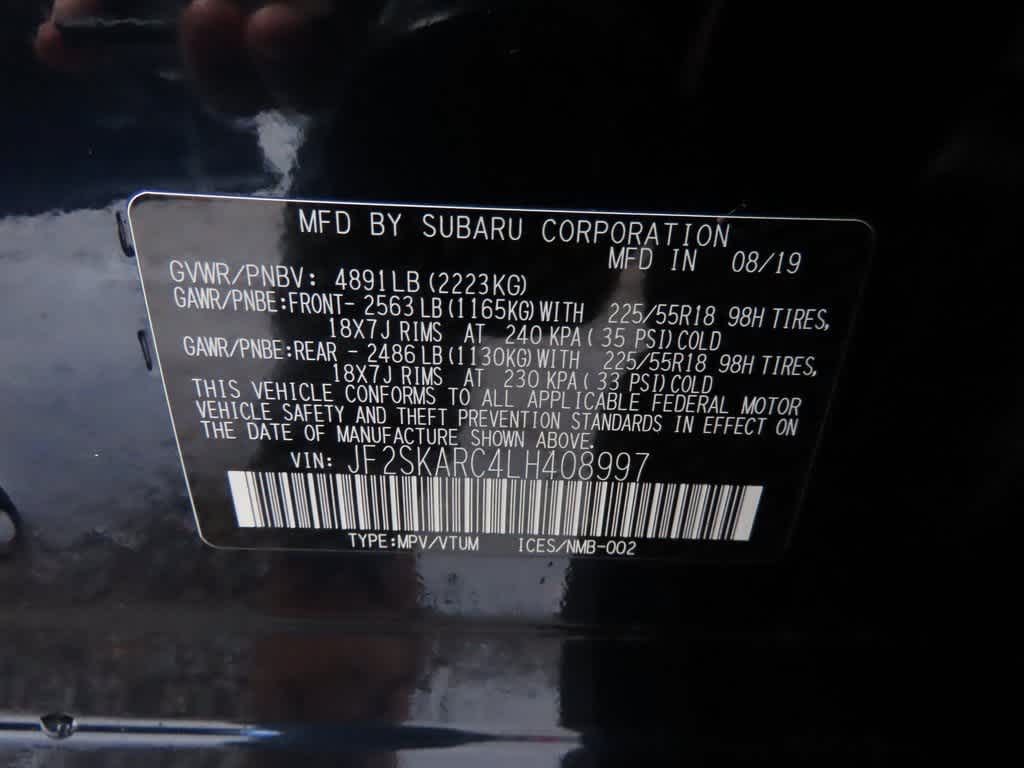 MFD BY SUBARU CORPORATION
MFD IN 08/19
GVWR/PNBV: 4891LB (2223KG)
GAWR/PNBE:FRONT- 2563LB (1165KG)WITH 225/55R18 98H TIRES,
18X7J RIMS AT 240 KPA( 35 PSI)COLD
GAWR/PNBE:REAR - 2486LB(1130KG)WITH 225/55R18 98H TIRES,
18X7J RIMS AT 230 KPA( 33 PSI)COLD
THIS VEHICLE CONFORMS TO ALL APPLICABLE FEDERAL MOTOR
VEHICLE SAFETY AND THEFT PREVENTION STANDARDS IN EFFECT ON
THE DATE OF MANUFACTURE SHOWN ABOVE.
VIN: JF2SKARC4LH408997
TYPE:MPV/VTUM ICES/NMB-002